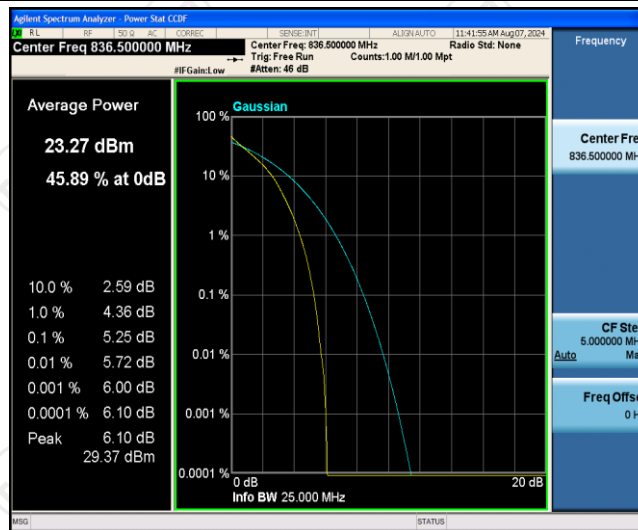 Agilent Spectrum Analyzer - Power Stat CCDF
RL RF 50 Ω AC CORREC SENSE:INT ALIGN AUTO 11:41:55 AM Aug 07, 2024
Center Freq 836.500000 MHz
Center Freq: 836.500000 MHz Radio Std: None
Trig: Free Run Counts:1.00 M/1.00 Mpt
#IFGain:Low #Atten: 46 dB
Frequency
Average Power
23.27 dBm
45.89 % at 0dB
10.0 % 2.59 dB
1.0 % 4.36 dB
0.1 % 5.25 dB
0.01 % 5.72 dB
0.001 % 6.00 dB
0.0001 % 6.10 dB
Peak 6.10 dB
29.37 dBm
Gaussian
100 %
10 %
1 %
0.1 %
0.01 %
0.001 %
0.0001 %
0 dB 20 dB
Info BW 25.000 MHz
Center Fre
836.500000 MH
CF Ste
5.000000 MH
Auto Ma
Freq Offse
0 H
MSG STATUS